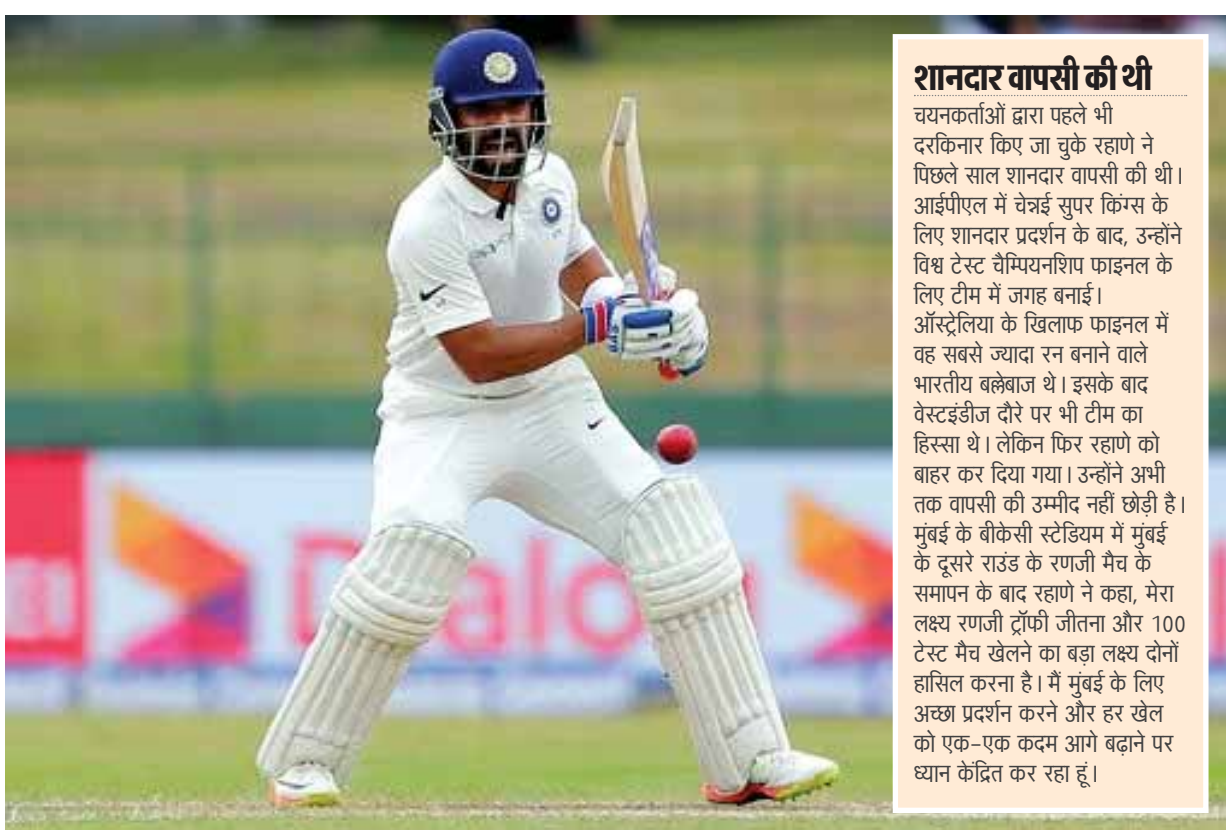 शानदार वापसी की थी
चयनकर्ताओं द्वारा पहले भी
दरकिनार किए जा चुके रहाणे ने
पिछले साल शानदार वापसी की थी।
आईपीएल में चेन्नई सुपर किंग्स के
लिए शानदार प्रदर्शन के बाद, उन्होंने
विश्व टेस्ट चैम्पियनशिप फाइनल के
लिए टीम में जगह बनाई।
ऑस्ट्रेलिया के खिलाफ फाइनल में
वह सबसे ज्यादा रन बनाने वाले
भारतीय बल्लेबाज थे। इसके बाद
वेस्टइंडीज दौरे पर भी टीम का
हिस्सा थे। लेकिन फिर रहाणे को
बाहर कर दिया गया। उन्होंने अभी
तक वापसी की उम्मीद नहीं छोड़ी है।
मुंबई के बीकेसी स्टेडियम में मुंबई
के दूसरे राउंड के रणजी मैच के
समापन के बाद रहाणे ने कहा, मेरा
लक्ष्य रणजी ट्रॉफी जीतना और 100
टेस्ट मैच खेलने का बड़ा लक्ष्य दोनों
हासिल करना है। मैं मुंबई के लिए
अच्छा प्रदर्शन करने और हर खेल
को एक-एक कदम आगे बढ़ाने पर
ध्यान केंद्रित कर रहा हूं।
Dialog